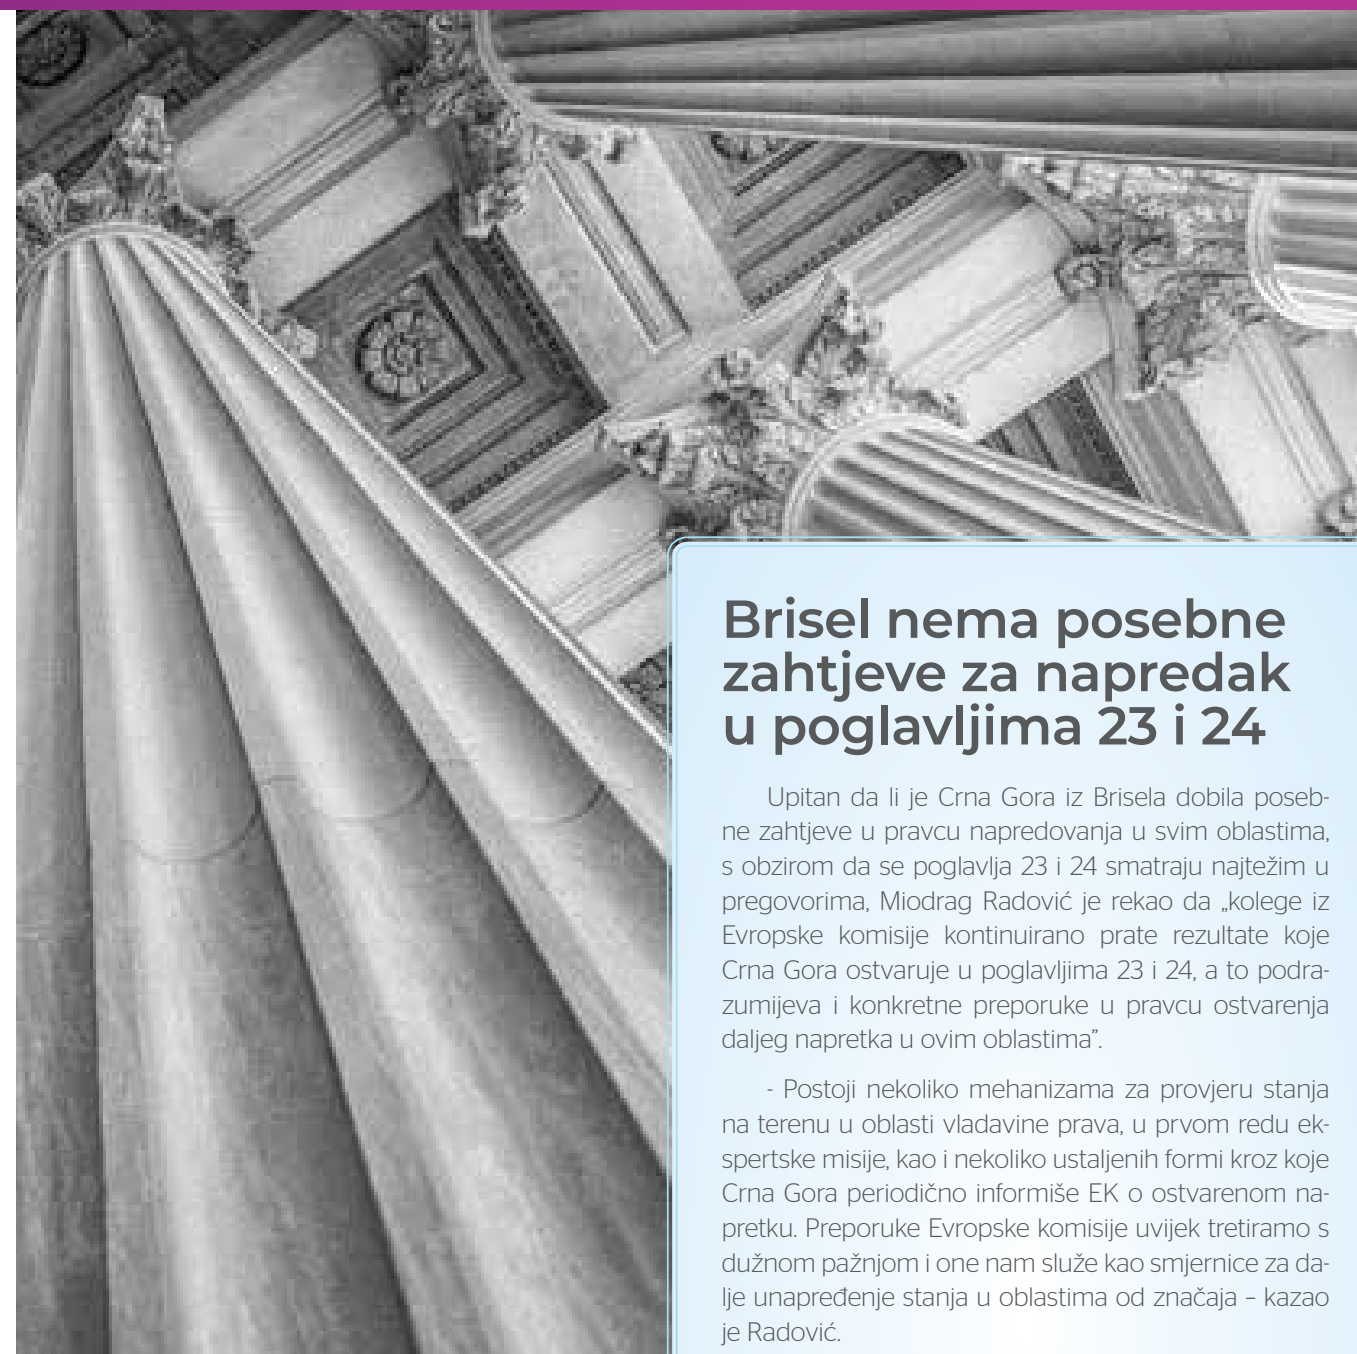 Brisel nema posebne
zahtjeve za napredak
u poglavljima 23 i 24
Upitan da li je Crna Gora iz Brisela dobila poseb-
ne zahtjeve u pravcu napredovanja u svim oblastima,
s obzirom da se poglavlja 23 i 24 smatraju najtežim u
pregovorima, Miodrag Radović je rekao da „kolege iz
Evropske komisije kontinuirano prate rezultate koje
Crna Gora ostvaruje u poglavljima 23 i 24, a to podra-
zumijeva i konkretne preporuke u pravcu ostvarenja
daljeg napretka u ovim oblastima”.
- Postoji nekoliko mehanizama za provjeru stanja
na terenu u oblasti vladavine prava, u prvom redu ek-
spertske misije, kao i nekoliko ustaljenih formi kroz koje
Crna Gora periodično informiše EK o ostvarenom na-
pretku. Preporuke Evropske komisije uvijek tretiramo s
dužnom pažnjom i one nam služe kao smjernice za da-
lje unapređenje stanja u oblastima od značaja – kazao
je Radović.